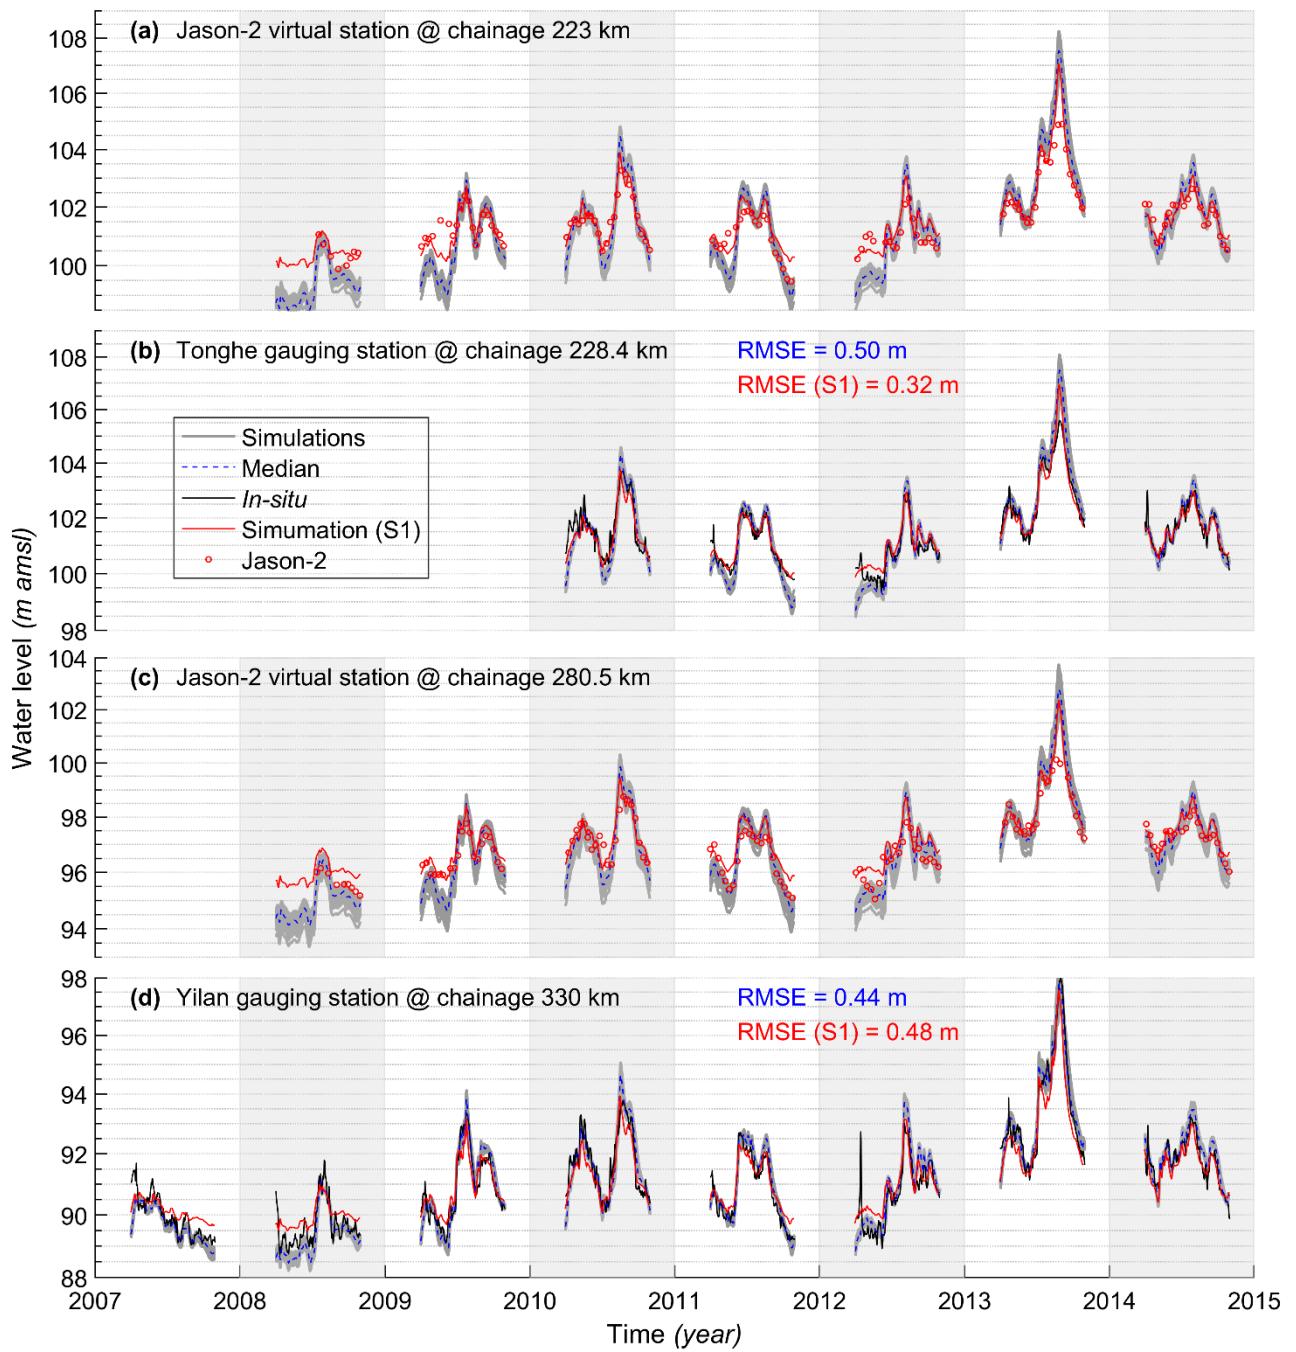 (a) Jason-2 virtual station @ chainage 223 km
108
106
104
102
100
(b) Tonghe gauging station @ chainage 228.4 km
RMSE = 0.50 m
RMSE (S1) = 0.32 m
108
106
104
102
100
98
Simulations
Median
In-situ
Simumation (S1)
Jason-2
Water level (m amsl)
(c) Jason-2 virtual station @ chainage 280.5 km
104
102
100
98
96
94
(d) Yilan gauging station @ chainage 330 km
RMSE = 0.44 m
RMSE (S1) = 0.48 m
98
96
94
92
90
88
2007 2008 2009 2010 2011 2012 2013 2014 2015
Time (year)